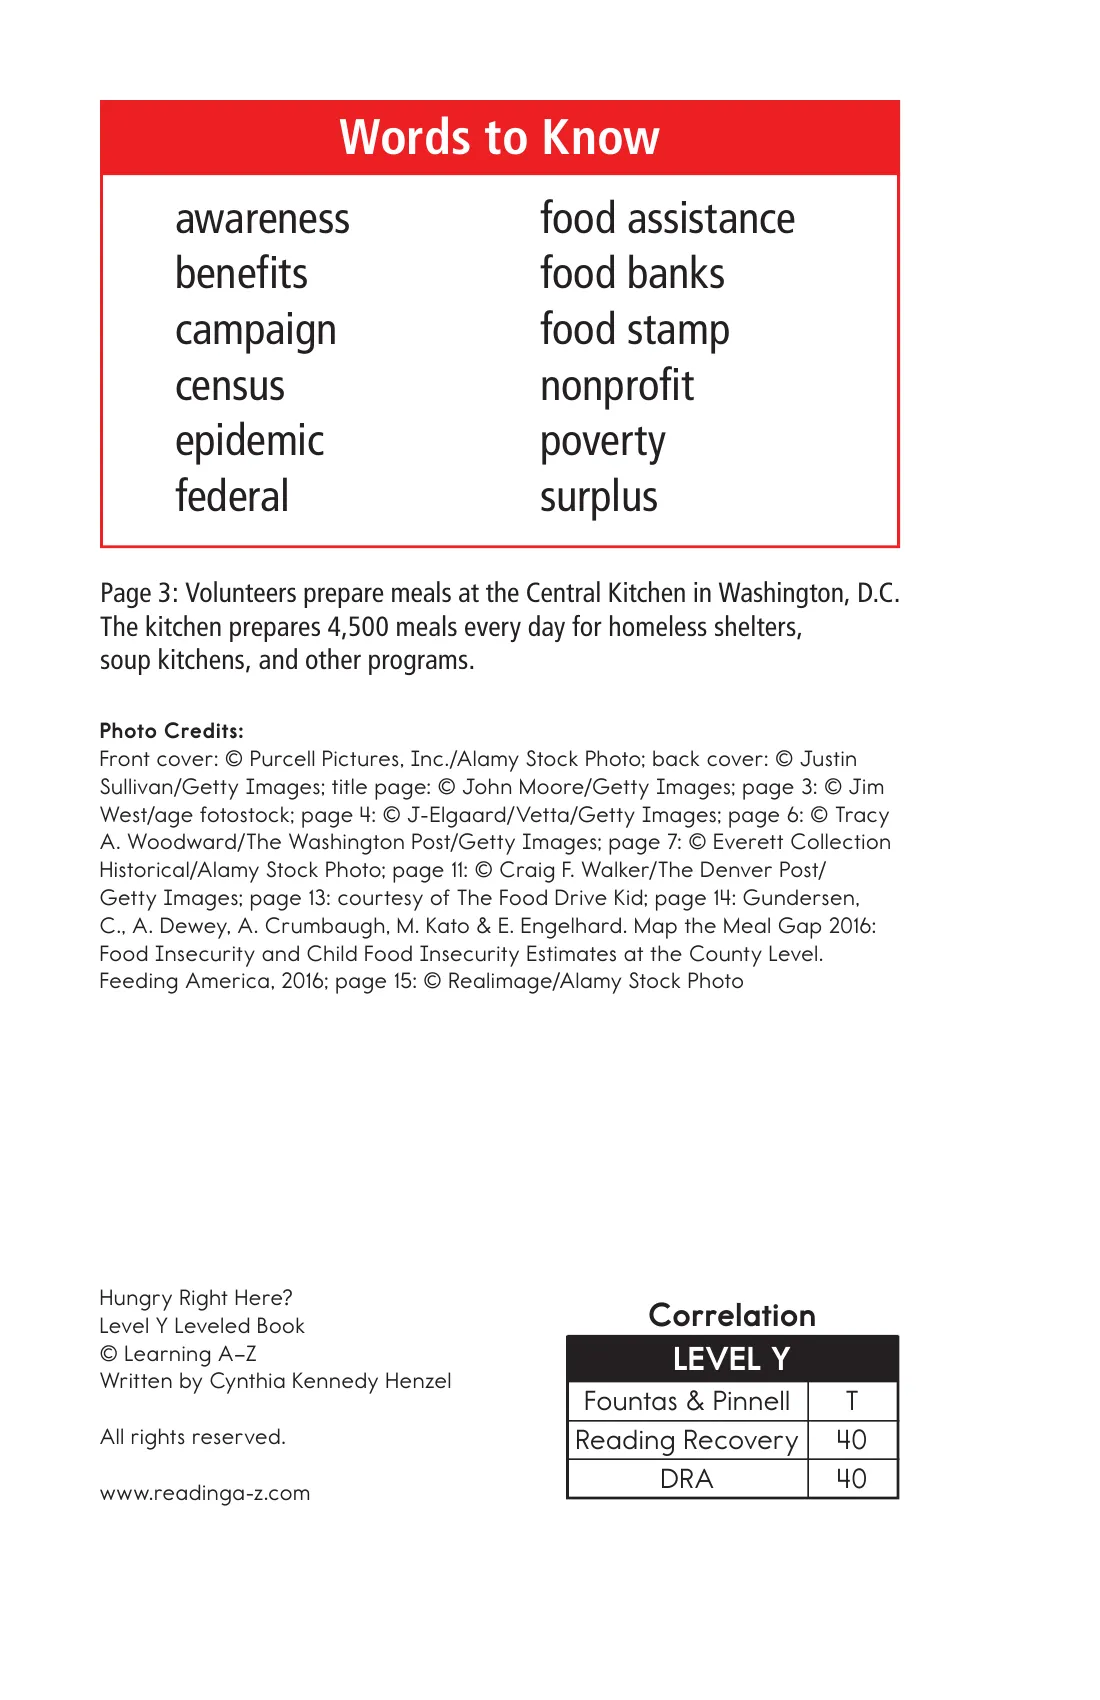 Words to Know
awareness
benefits
campaign
census
epidemic
federal
food assistance
food banks
food stamp
nonprofit
poverty
surplus
Page 3: Volunteers prepare meals at the Central Kitchen in Washington, D.C.
The kitchen prepares 4,500 meals every day for homeless shelters,
soup kitchens, and other programs.
Photo Credits:
Front cover: © Purcell Pictures, Inc./Alamy Stock Photo; back cover: © Justin
Sullivan/Getty Images; title page: © John Moore/Getty Images; page 3: © Jim
West/age fotostock; page 4: © J-Elgaard/Vetta/Getty Images; page 6: © Tracy
A. Woodward/The Washington Post/Getty Images; page 7: © Everett Collection
Historical/Alamy Stock Photo; page 11: © Craig F. Walker/The Denver Post/
Getty Images; page 13: courtesy of The Food Drive Kid; page 14: Gundersen,
C., A. Dewey, A. Crumbaugh, M. Kato & E. Engelhard. Map the Meal Gap 2016:
Food Insecurity and Child Food Insecurity Estimates at the County Level.
Feeding America, 2016; page 15: © Realimage/Alamy Stock Photo
Hungry Right Here?
Level Y Leveled Book
© Learning A–Z
Written by Cynthia Kennedy Henzel
All rights reserved.
www.readinga-z.com
Correlation
LEVEL Y
Fountas & Pinnell T
Reading Recovery 40
DRA 40